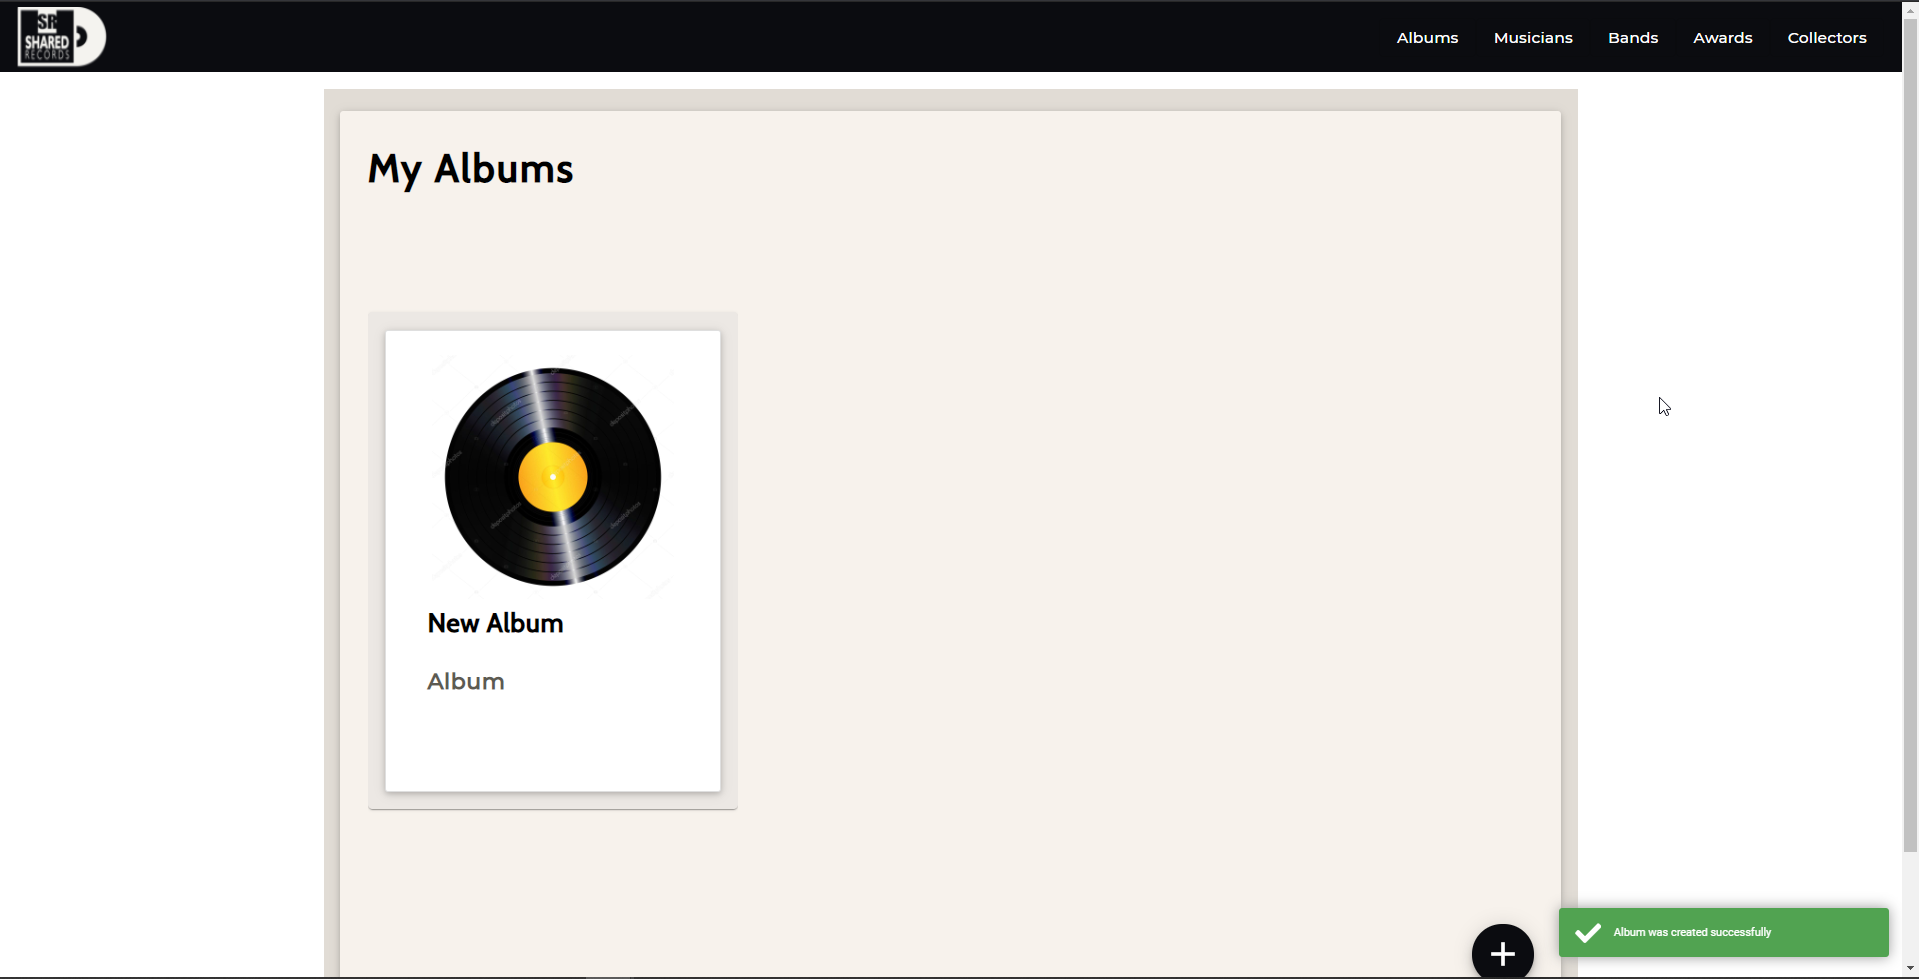 SR
SHARED
RECORDS
Albums Musicians Bands Awards Collectors
My Albums
New Album
Album
Album was created successfully